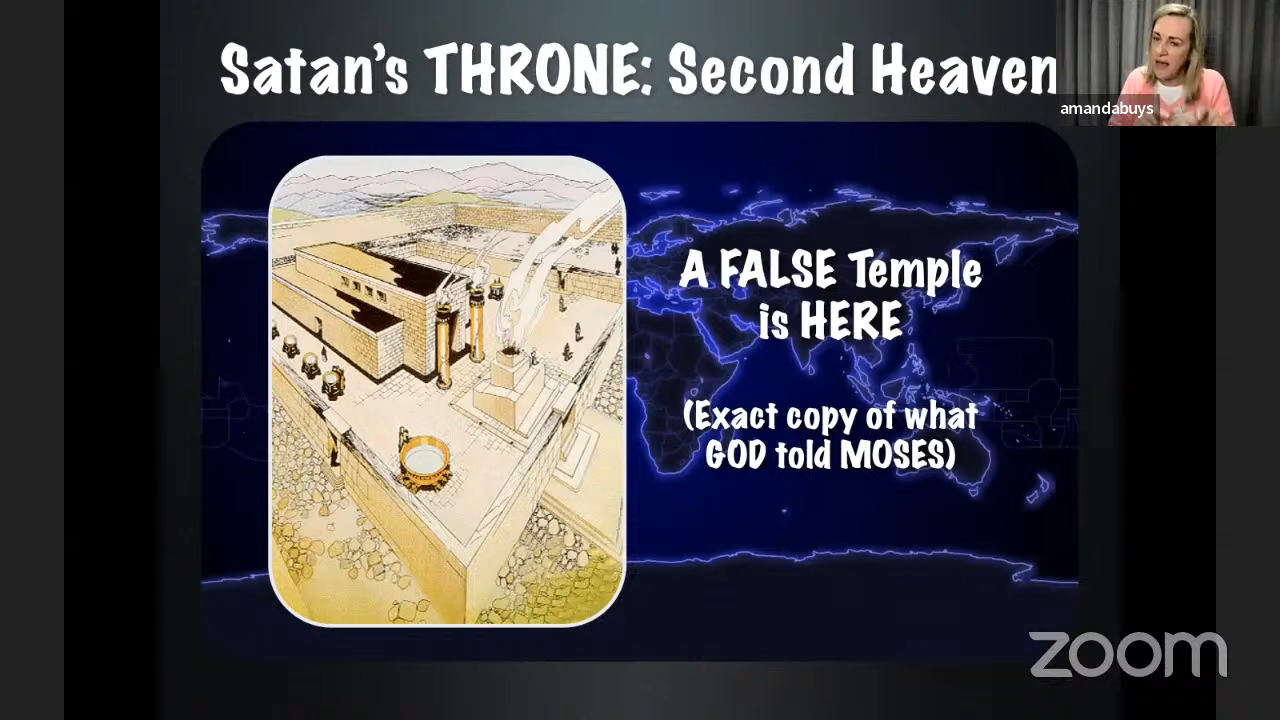 Satan's THRONE: Second Heaven
amandabuys
A FALSE Temple
is HERE
(Exact copy of what
GOD told MOSES)
zoom